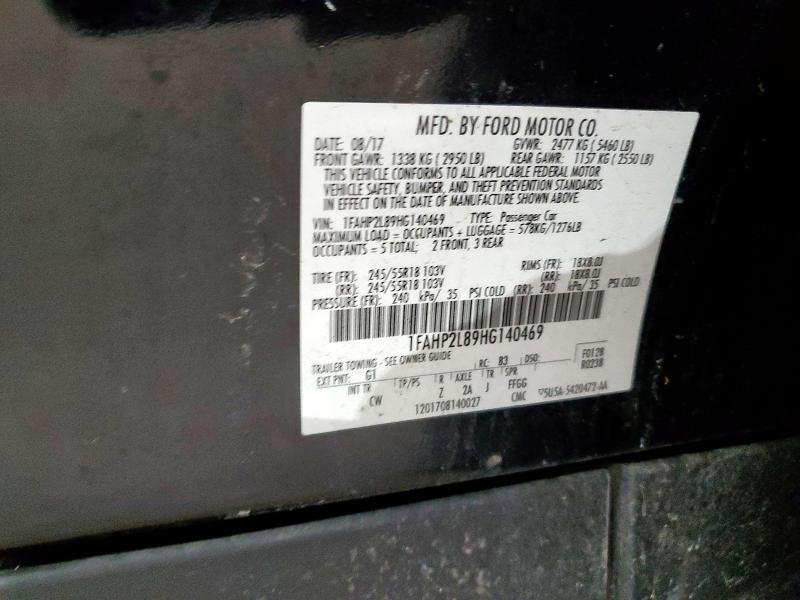 MFD. BY FORD MOTOR CO.
DATE: 08/17 GVWR: 2477 KG ( 5460 LB)
FRONT GAWR: 1338 KG ( 2950 LB) REAR GAWR: 1157 KG ( 2550 LB)
THIS VEHICLE CONFORMS TO ALL APPLICABLE FEDERAL MOTOR
VEHICLE SAFETY, BUMPER, AND THEFT PREVENTION STANDARDS
IN EFFECT ON THE DATE OF MANUFACTURE SHOWN ABOVE.
VIN: 1FAHP2L89HG140469 TYPE: Passenger Car
MAXIMUM LOAD = OCCUPANTS + LUGGAGE = 578KG/1276LB
OCCUPANTS = 5 TOTAL; 2 FRONT, 3 REAR
TIRE (FR): 245/55R18 103V RIMS (FR): 18X8.0J
(RR): 245/55R18 103V (RR): 18X8.0J
PRESSURE (FR): 240 kPa/ 35 PSI COLD (RR): 240 kPa/ 35 PSI COLD
1FAHP2L89HG140469
TRAILER TOWING - SEE OWNER GUIDE
EXT PNT: G1 RC: 83 DSO: F0128
R0238
INT TR TP/PS R AXLE TR SPR
CW Z 2A J FFGG
1201708140027 CMC 5U5A-5420472-AA